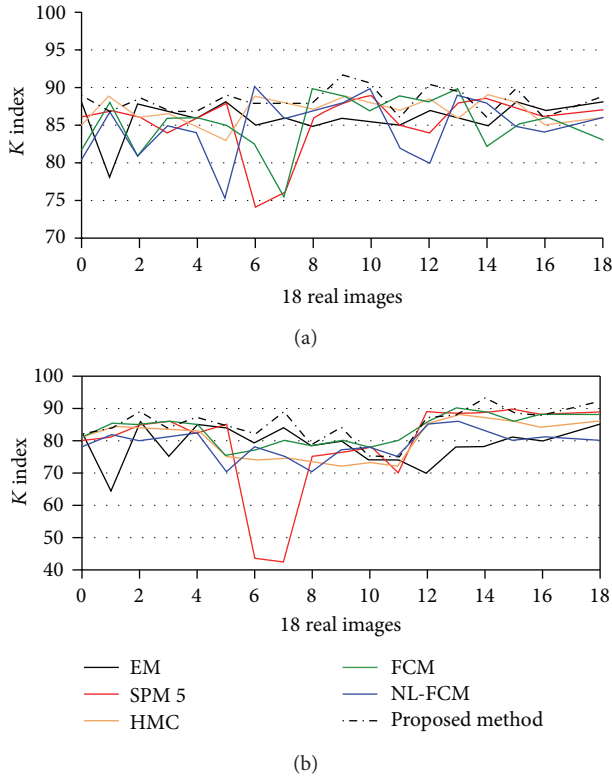 100
95
90
85
80
75
70
K index
0 2 4 6 8 10 12 14 16 18
18 real images
(a)
100
90
80
70
60
50
40
K index
0 2 4 6 8 10 12 14 16 18
18 real images
EM
SPM 5
HMC
FCM
NL-FCM
Proposed method
(b)